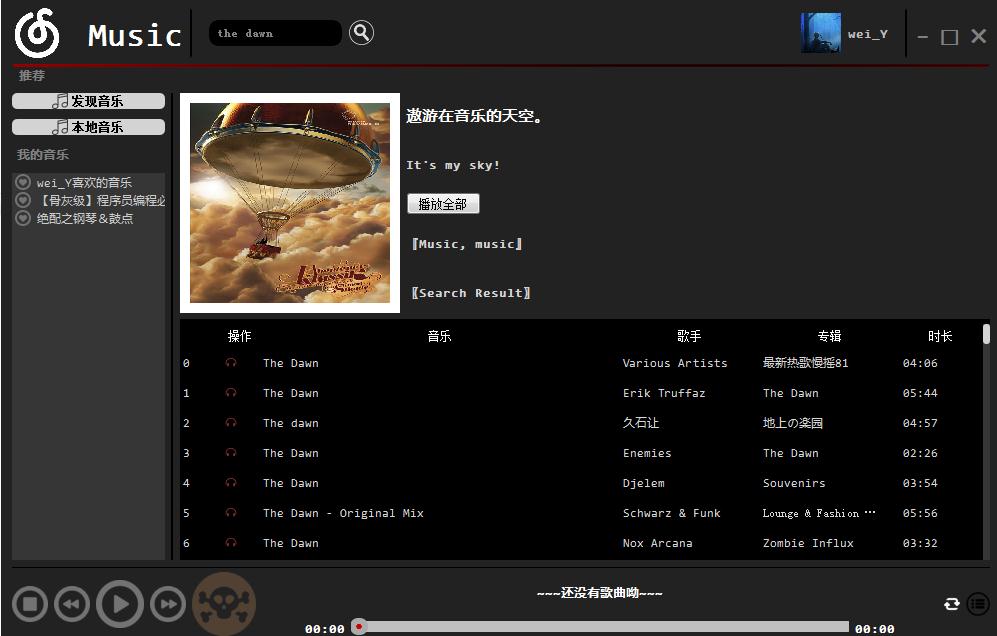 Music
the dawn
wei_Y
推荐
发现音乐
本地音乐
我的音乐
wei_Y喜欢的音乐
【骨灰级】程序员编程必
绝配之钢琴＆鼓点
遨游在音乐的天空。
It's my sky!
播放全部
〖Music, music〗
〖Search Result〗
操作 音乐 歌手 专辑 时长
0 The Dawn Various Artists 最新热歌慢摇81 04:06
1 The Dawn Erik Truffaz The Dawn 05:44
2 The dawn 久石让 地上の楽园 04:57
3 The Dawn Enemies The Dawn 02:26
4 The Dawn Djelem Souvenirs 03:54
5 The Dawn - Original Mix Schwarz & Funk Lounge & Fashion … 05:56
6 The Dawn Nox Arcana Zombie Influx 03:32
~~~还没有歌曲呦~~~
00:00 00:00